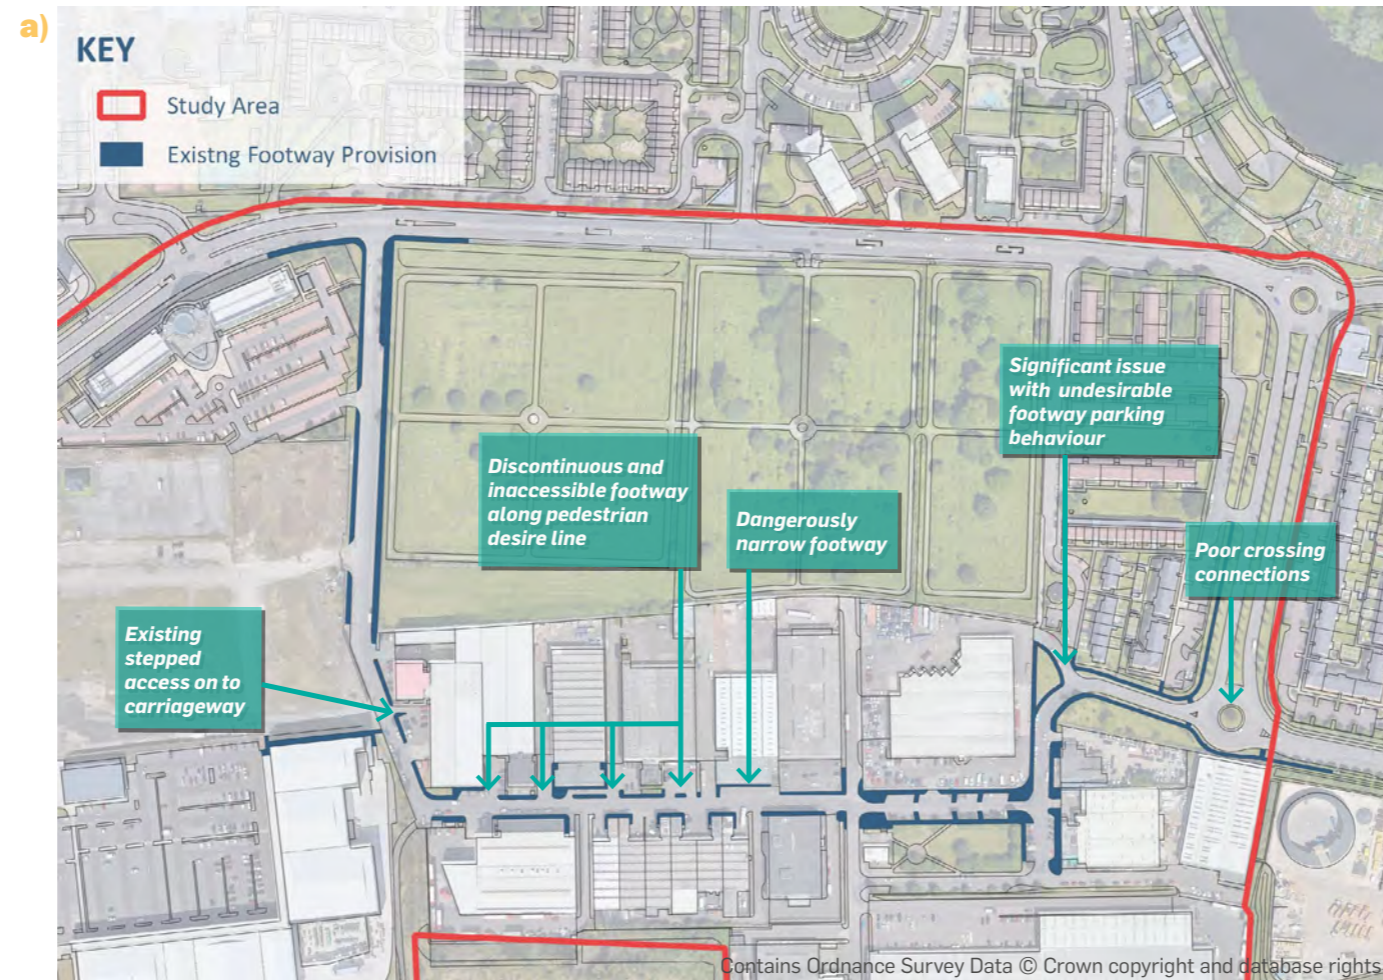 a)
KEY
Study Area
Existng Footway Provision
Significant issue
with undesirable
footway parking
behaviour
Discontinuous and
inaccessible footway
along pedestrian
desire line
Dangerously
narrow footway
Poor crossing
connections
Existing
stepped
access on to
carriageway
Contains Ordnance Survey Data © Crown copyright and database rights